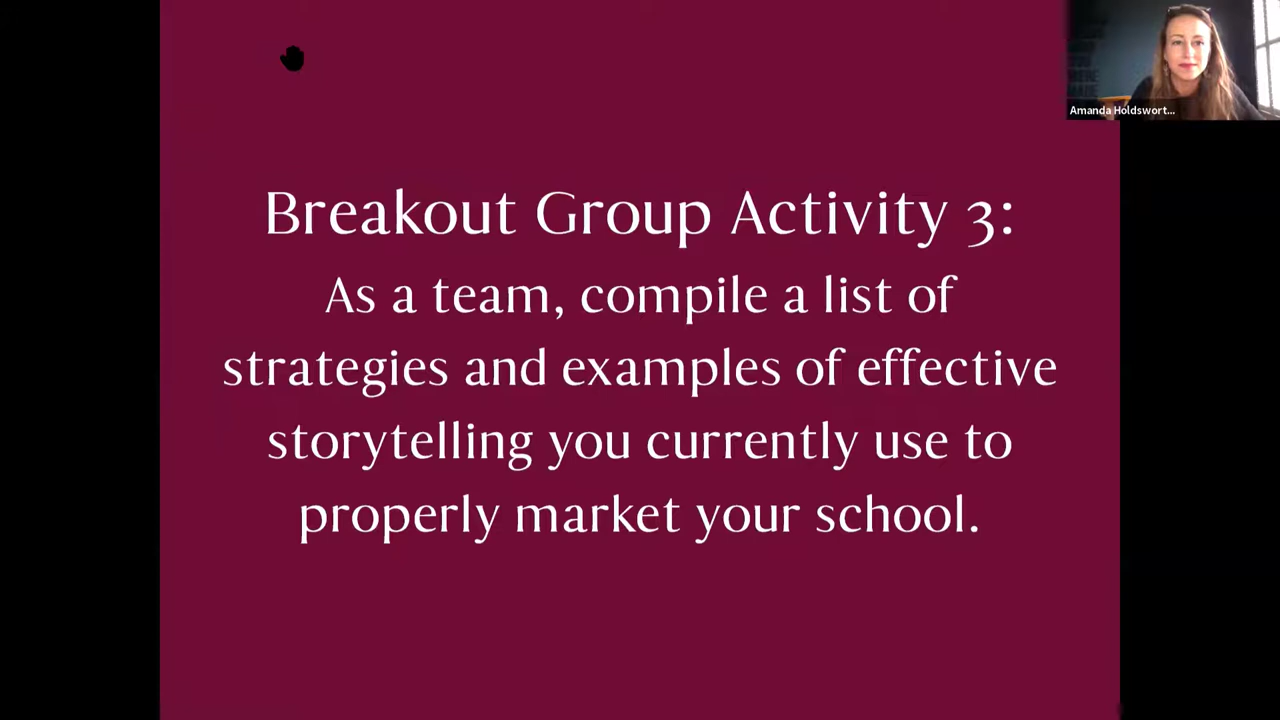 Amanda Holdswort...
Breakout Group Activity 3:
As a team, compile a list of
strategies and examples of effective
storytelling you currently use to
properly market your school.